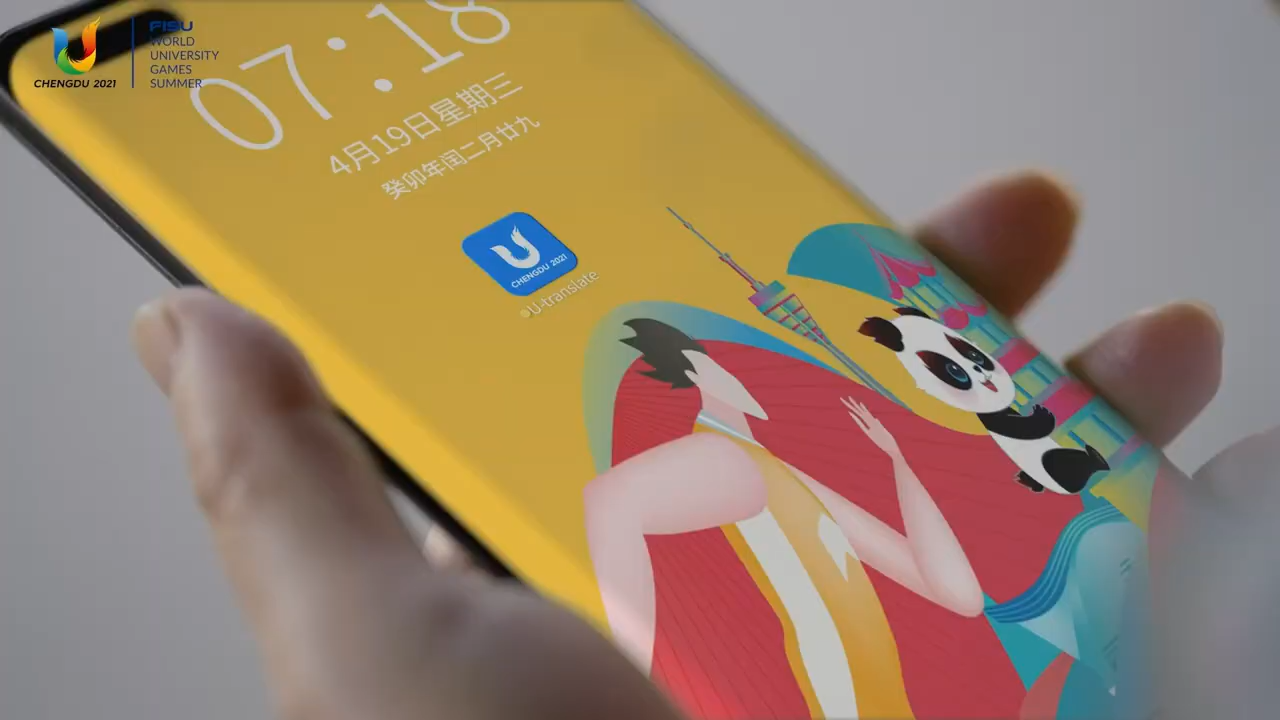 CHENGDU 2021
FISU
WORLD
UNIVERSITY
GAMES
SUMMER
07:18
4月19日星期三
癸卯年闰二月廿九
CHENGDU 2021
U-translate